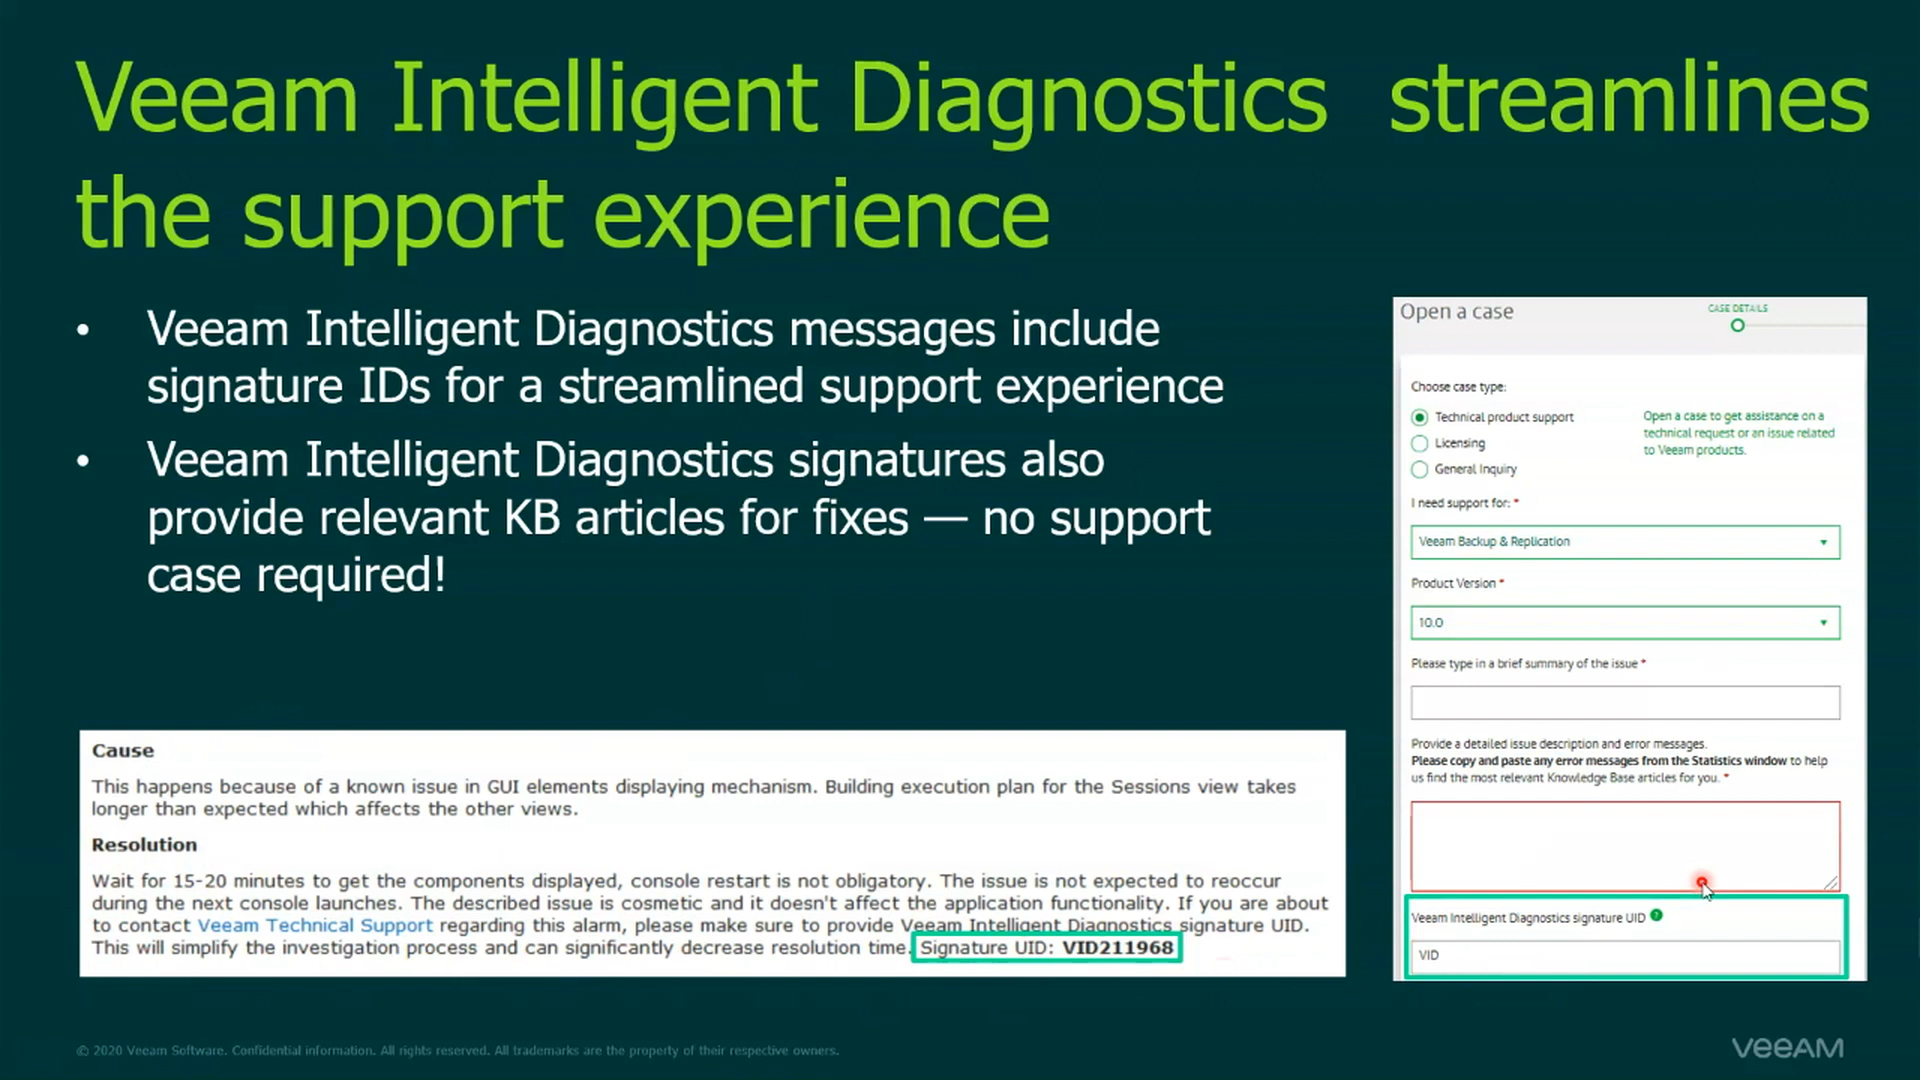 Veeam Intelligent Diagnostics  streamlines
the support experience
• Veeam Intelligent Diagnostics messages include
signature IDs for a streamlined support experience
• Veeam Intelligent Diagnostics signatures also
provide relevant KB articles for fixes — no support
case required!
Cause
This happens because of a known issue in GUI elements displaying mechanism. Building execution plan for the Sessions view takes
longer than expected which affects the other views.
Resolution
Wait for 15-20 minutes to get the components displayed, console restart is not obligatory. The issue is not expected to reoccur
during the next console launches. The described issue is cosmetic and it doesn't affect the application functionality. If you are about
to contact Veeam Technical Support regarding this alarm, please make sure to provide Veeam Intelligent Diagnostics signature UID.
This will simplify the investigation process and can significantly decrease resolution time. Signature UID: VID211968
Open a case
CASE DETAILS
Choose case type:
Technical product support
Licensing
General Inquiry
Open a case to get assistance on a
technical request or an issue related
to Veeam products.
I need support for: *
Veeam Backup & Replication
Product Version *
10.0
Please type in a brief summary of the issue *
Provide a detailed issue description and error messages.
Please copy and paste any error messages from the Statistics window to help
us find the most relevant Knowledge Base articles for you. *
Veeam Intelligent Diagnostics signature UID ?
VID
© 2020 Veeam Software. Confidential information. All rights reserved. All trademarks are the property of their respective owners.
VEEAM